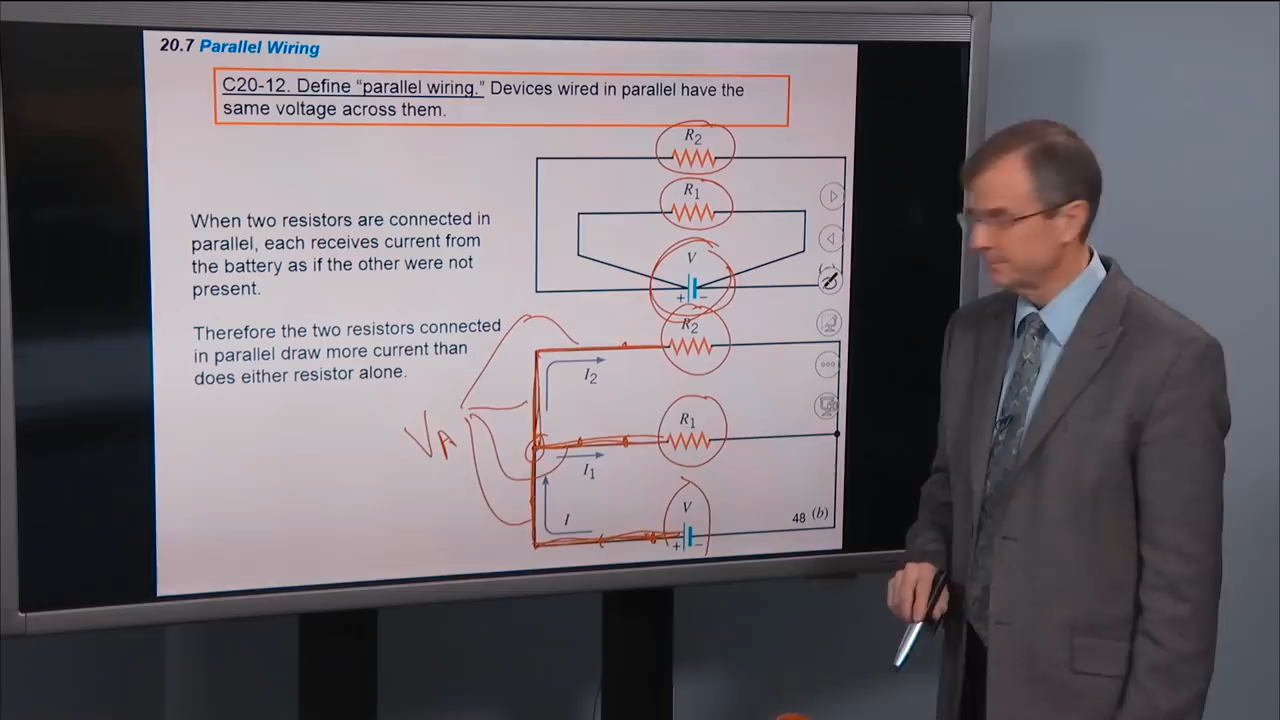 20.7 Parallel Wiring
C20-12. Define “parallel wiring.” Devices wired in parallel have the
same voltage across them.
R2
R1
V
+ −
When two resistors are connected in
parallel, each receives current from
the battery as if the other were not
present.
Therefore the two resistors connected
in parallel draw more current than
does either resistor alone.
R2
I2
VA
R1
I1
V
I
+ −
48 (b)